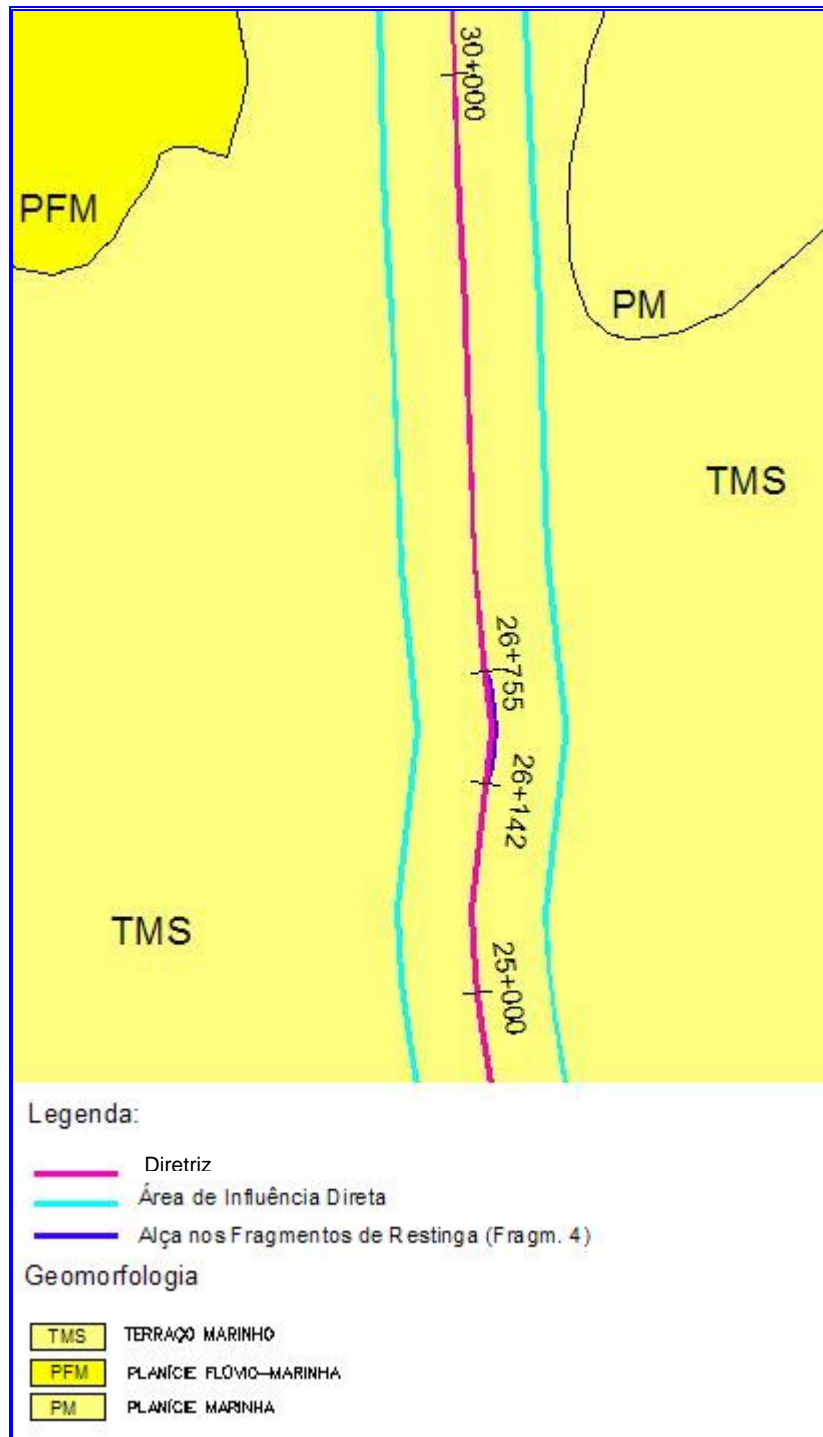 30+000
PFM
PM
TMS
26+755
26+142
TMS
25+000
Legenda:
Diretriz
Área de Influência Direta
Alça nos Fragmentos de Restinga (Fragm. 4)
Geomorfologia
TMS TERRAÇO MARINHO
PFM PLANÍCIE FLÚVIO-MARINHA
PM PLANÍCIE MARINHA